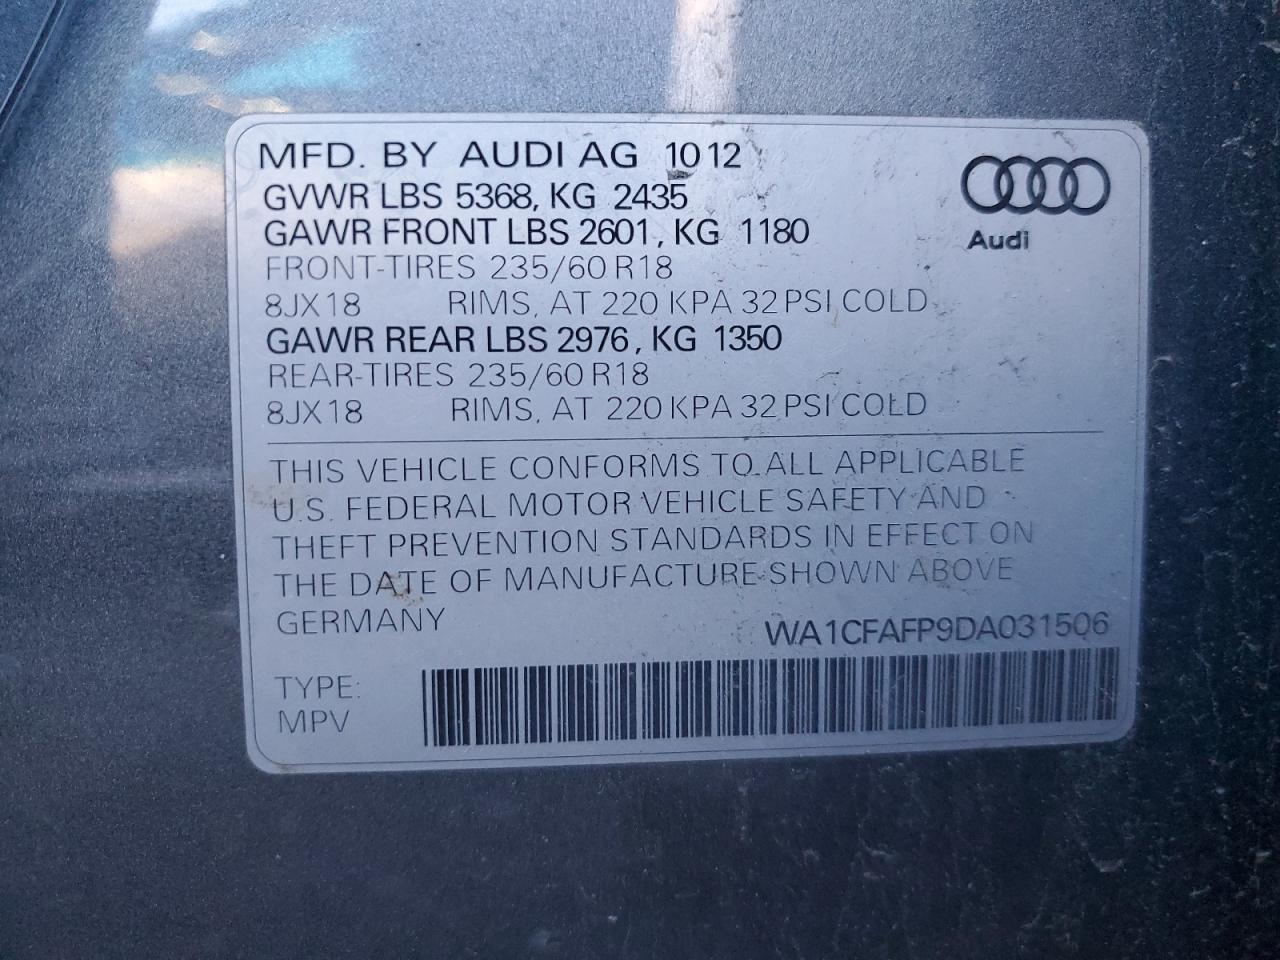 MFD. BY AUDI AG 10 12
GVWR LBS 5368, KG 2435
GAWR FRONT LBS 2601, KG 1180
FRONT-TIRES 235/60 R18
8JX18 RIMS, AT 220 KPA 32 PSI COLD
GAWR REAR LBS 2976, KG 1350
REAR-TIRES 235/60 R18
8JX18 RIMS, AT 220 KPA 32 PSI COLD
Audi
THIS VEHICLE CONFORMS TO ALL APPLICABLE
U.S. FEDERAL MOTOR VEHICLE SAFETY AND
THEFT PREVENTION STANDARDS IN EFFECT ON
THE DATE OF MANUFACTURE SHOWN ABOVE
GERMANY
WA1CFAFP9DA031506
TYPE:
MPV